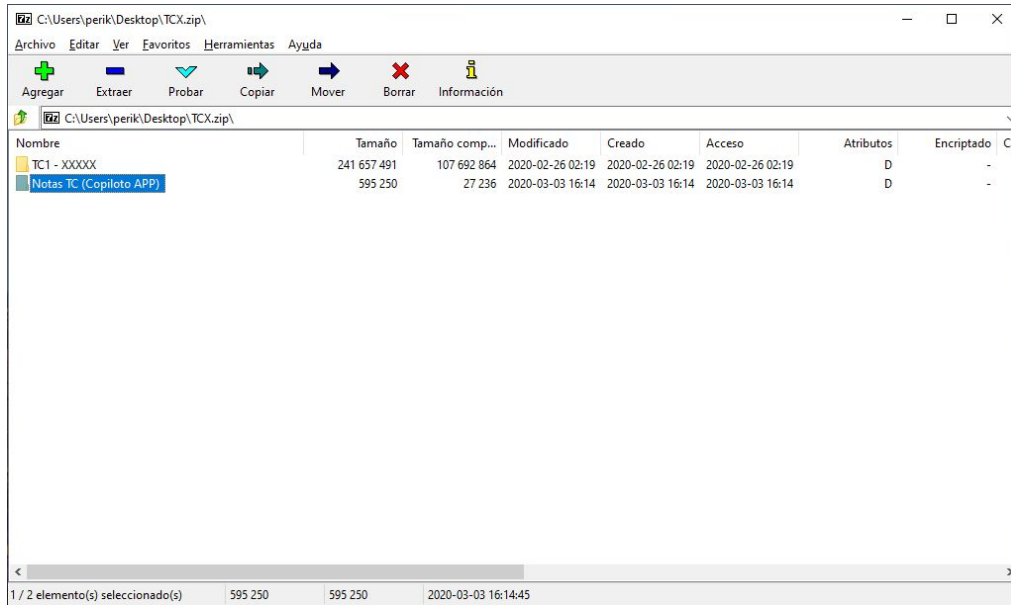 C:\Users\perik\Desktop\TCX.zip\
Archivo Editar Ver Favoritos Herramientas Ayuda
Agregar Extraer Probar Copiar Mover Borrar Información
C:\Users\perik\Desktop\TCX.zip\
Nombre Tamaño Tamaño comp... Modificado Creado Acceso Atributos Encriptado C
TC1 - XXXXX 241 657 491 107 692 864 2020-02-26 02:19 2020-02-26 02:19 2020-02-26 02:19 D -
Notas TC (Copiloto APP) 595 250 27 236 2020-03-03 16:14 2020-03-03 16:14 2020-03-03 16:14 D -
1 / 2 elemento(s) seleccionado(s) 595 250 595 250 2020-03-03 16:14:45